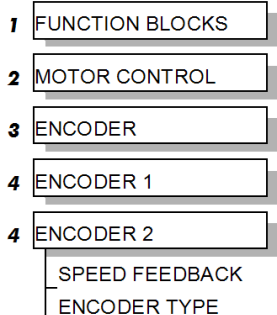 1 FUNCTION BLOCKS
2 MOTOR CONTROL
3 ENCODER
4 ENCODER 1
4 ENCODER 2
SPEED FEEDBACK
ENCODER TYPE